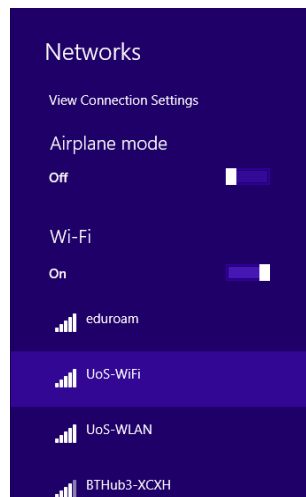 Networks
View Connection Settings
Airplane mode
Off
Wi-Fi
On
eduroam
UoS-WiFi
UoS-WLAN
BTHub3-XCXH